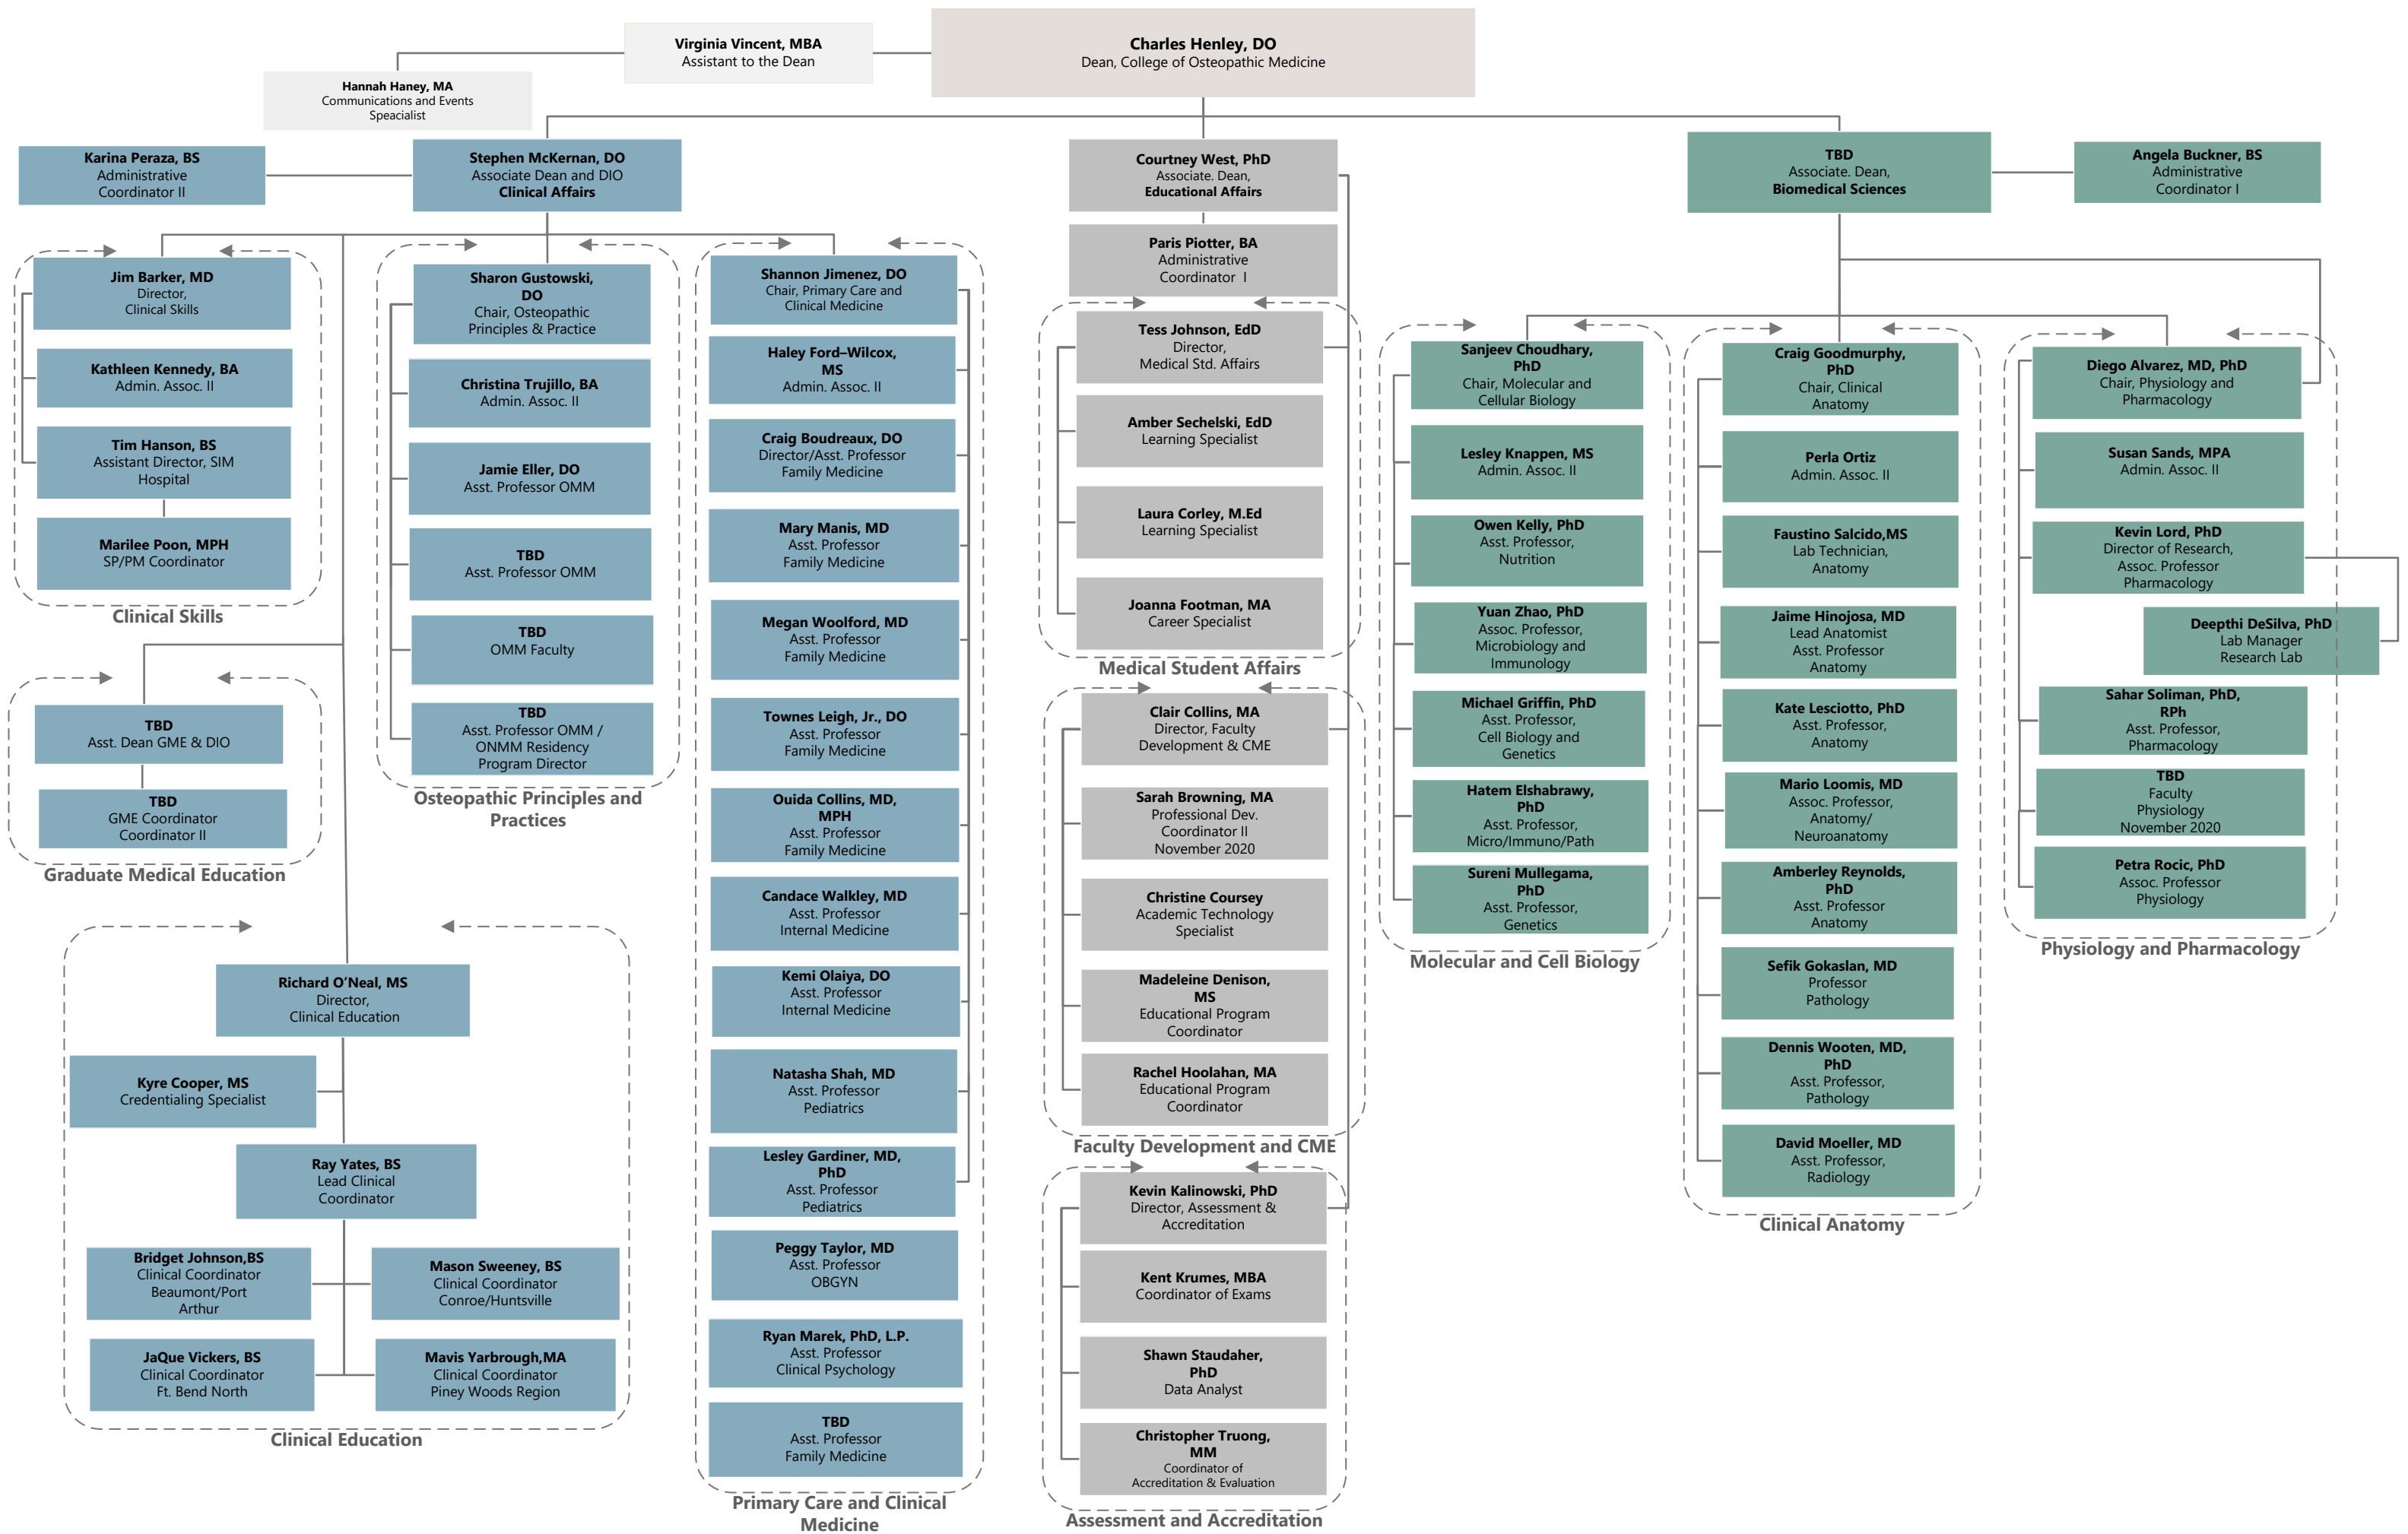 Charles Henley, DO
Dean, College of Osteopathic Medicine
Virginia Vincent, MBA
Assistant to the Dean
Hannah Haney, MA
Communications and Events
Speacialist
Karina Peraza, BS
Administrative
Coordinator II
Stephen McKernan, DO
Associate Dean and DIO
Clinical Affairs
Courtney West, PhD
Associate. Dean,
Educational Affairs
Paris Piotter, BA
Administrative
Coordinator I
TBD
Associate. Dean,
Biomedical Sciences
Angela Buckner, BS
Administrative
Coordinator I
Jim Barker, MD
Director,
Clinical Skills
Kathleen Kennedy, BA
Admin. Assoc. II
Tim Hanson, BS
Assistant Director, SIM
Hospital
Marilee Poon, MPH
SP/PM Coordinator
Clinical Skills
TBD
Asst. Dean GME & DIO
TBD
GME Coordinator
Coordinator II
Graduate Medical Education
Richard O’Neal, MS
Director,
Clinical Education
Kyre Cooper, MS
Credentialing Specialist
Ray Yates, BS
Lead Clinical
Coordinator
Bridget Johnson,BS
Clinical Coordinator
Beaumont/Port
Arthur
Mason Sweeney, BS
Clinical Coordinator
Conroe/Huntsville
JaQue Vickers, BS
Clinical Coordinator
Ft. Bend North
Mavis Yarbrough,MA
Clinical Coordinator
Piney Woods Region
Clinical Education
Sharon Gustowski,
DO
Chair, Osteopathic
Principles & Practice
Christina Trujillo, BA
Admin. Assoc. II
Jamie Eller, DO
Asst. Professor OMM
TBD
Asst. Professor OMM
TBD
OMM Faculty
TBD
Asst. Professor OMM /
ONMM Residency
Program Director
Osteopathic Principles and
Practices
Shannon Jimenez, DO
Chair, Primary Care and
Clinical Medicine
Haley Ford–Wilcox,
MS
Admin. Assoc. II
Craig Boudreaux, DO
Director/Asst. Professor
Family Medicine
Mary Manis, MD
Asst. Professor
Family Medicine
Megan Woolford, MD
Asst. Professor
Family Medicine
Townes Leigh, Jr., DO
Asst. Professor
Family Medicine
Ouida Collins, MD,
MPH
Asst. Professor
Family Medicine
Candace Walkley, MD
Asst. Professor
Internal Medicine
Kemi Olaiya, DO
Asst. Professor
Internal Medicine
Natasha Shah, MD
Asst. Professor
Pediatrics
Lesley Gardiner, MD,
PhD
Asst. Professor
Pediatrics
Peggy Taylor, MD
Asst. Professor
OBGYN
Ryan Marek, PhD, L.P.
Asst. Professor
Clinical Psychology
TBD
Asst. Professor
Family Medicine
Primary Care and Clinical
Medicine
Tess Johnson, EdD
Director,
Medical Std. Affairs
Amber Sechelski, EdD
Learning Specialist
Laura Corley, M.Ed
Learning Specialist
Joanna Footman, MA
Career Specialist
Medical Student Affairs
Clair Collins, MA
Director, Faculty
Development & CME
Sarah Browning, MA
Professional Dev.
Coordinator II
November 2020
Christine Coursey
Academic Technology
Specialist
Madeleine Denison,
MS
Educational Program
Coordinator
Rachel Hoolahan, MA
Educational Program
Coordinator
Faculty Development and CME
Kevin Kalinowski, PhD
Director, Assessment &
Accreditation
Kent Krumes, MBA
Coordinator of Exams
Shawn Staudaher,
PhD
Data Analyst
Christopher Truong,
MM
Coordinator of
Accreditation & Evaluation
Assessment and Accreditation
Sanjeev Choudhary,
PhD
Chair, Molecular and
Cellular Biology
Lesley Knappen, MS
Admin. Assoc. II
Owen Kelly, PhD
Asst. Professor,
Nutrition
Yuan Zhao, PhD
Assoc. Professor,
Microbiology and
Immunology
Michael Griffin, PhD
Asst. Professor,
Cell Biology and
Genetics
Hatem Elshabrawy,
PhD
Asst. Professor,
Micro/Immuno/Path
Sureni Mullegama,
PhD
Asst. Professor,
Genetics
Molecular and Cell Biology
Craig Goodmurphy,
PhD
Chair, Clinical
Anatomy
Perla Ortiz
Admin. Assoc. II
Faustino Salcido,MS
Lab Technician,
Anatomy
Jaime Hinojosa, MD
Lead Anatomist
Asst. Professor
Anatomy
Kate Lesciotto, PhD
Asst. Professor,
Anatomy
Mario Loomis, MD
Assoc. Professor,
Anatomy/
Neuroanatomy
Amberley Reynolds,
PhD
Asst. Professor
Anatomy
Sefik Gokaslan, MD
Professor
Pathology
Dennis Wooten, MD,
PhD
Asst. Professor,
Pathology
David Moeller, MD
Asst. Professor,
Radiology
Clinical Anatomy
Diego Alvarez, MD, PhD
Chair, Physiology and
Pharmacology
Susan Sands, MPA
Admin. Assoc. II
Kevin Lord, PhD
Director of Research,
Assoc. Professor
Pharmacology
Deepthi DeSilva, PhD
Lab Manager
Research Lab
Sahar Soliman, PhD,
RPh
Asst. Professor,
Pharmacology
TBD
Faculty
Physiology
November 2020
Petra Rocic, PhD
Assoc. Professor
Physiology
Physiology and Pharmacology